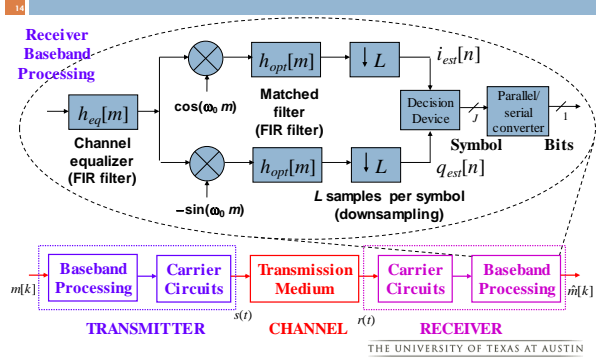 14
Receiver
Baseband
Processing
h_eq[m]
Channel
equalizer
(FIR filter)
cos(ω₀ m)
h_opt[m]
Matched
filter
(FIR filter)
↓ L
i_est[n]
−sin(ω₀ m)
h_opt[m]
↓ L
L samples per symbol
(downsampling)
Decision
Device
J
Symbol
q_est[n]
Parallel/
serial
converter
1
Bits
m[k]
Baseband
Processing
Carrier
Circuits
s(t)
Transmission
Medium
r(t)
Carrier
Circuits
Baseband
Processing
m̂[k]
TRANSMITTER
CHANNEL
RECEIVER
THE UNIVERSITY OF TEXAS AT AUSTIN